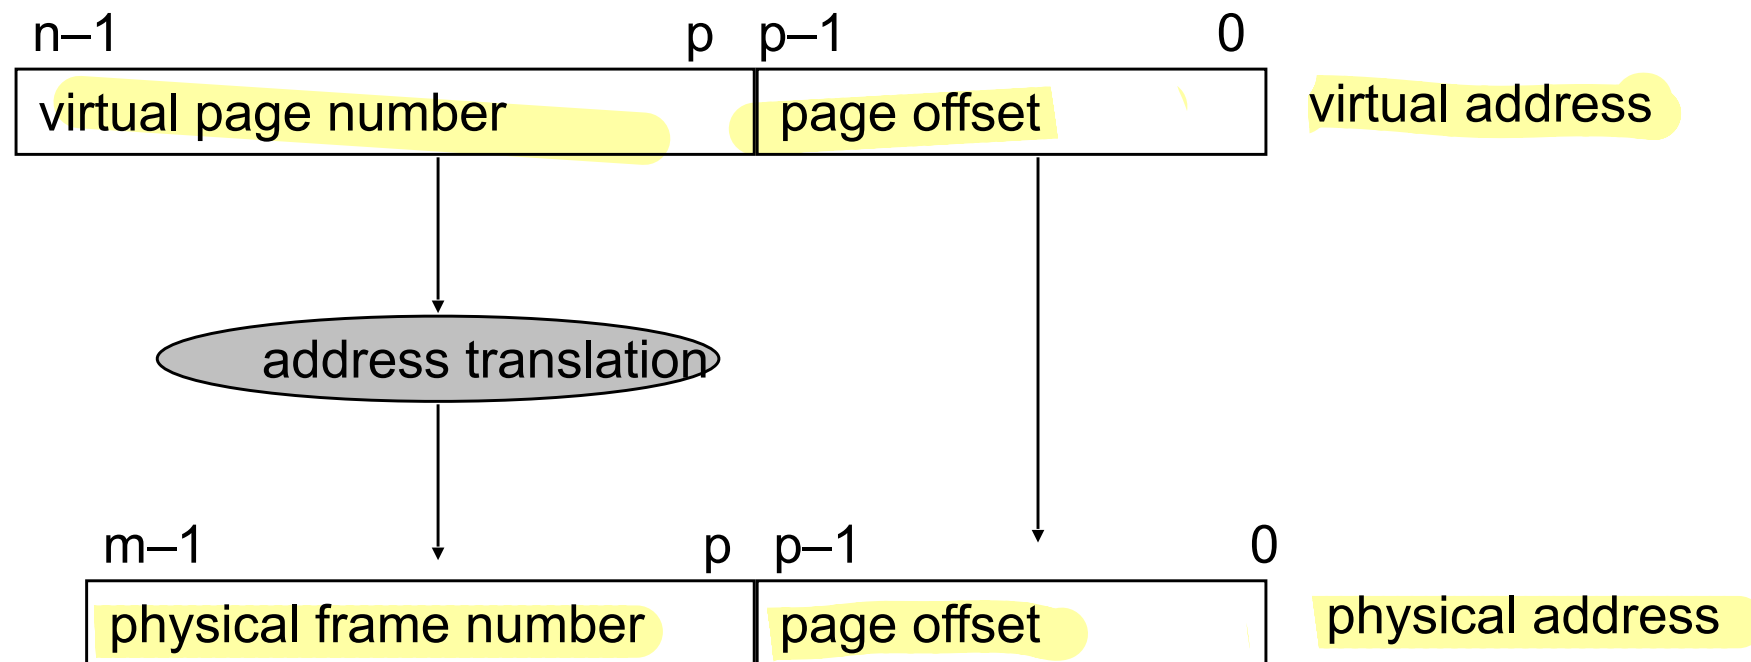 n–1 p p–1 0
virtual page number page offset virtual address
address translation
m–1 p p–1 0
physical frame number page offset physical address